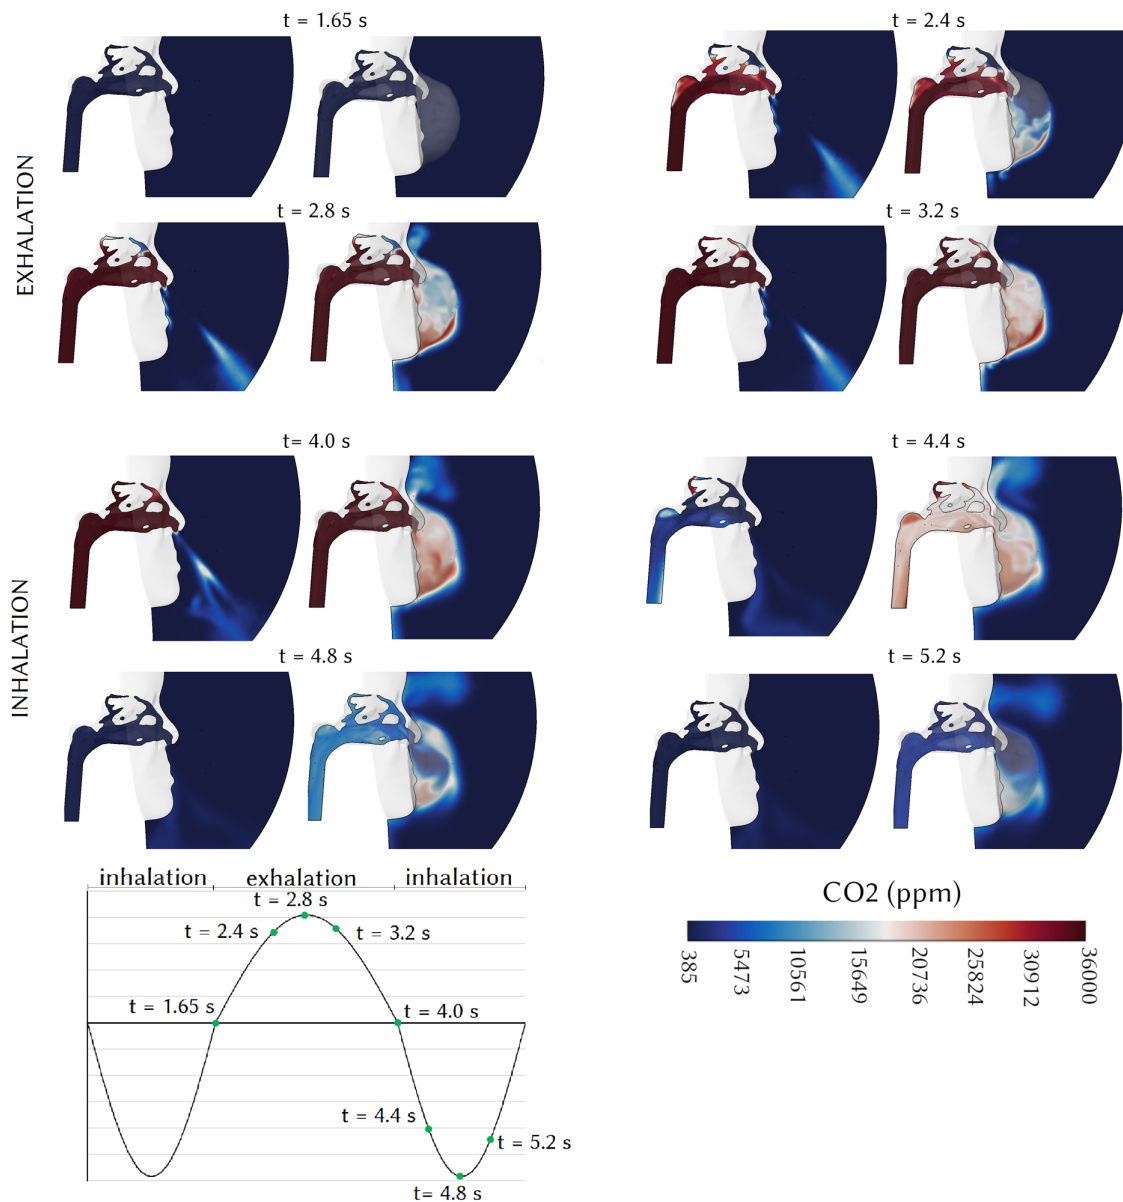 t = 1.65 s
t = 2.4 s
EXHALATION
t = 2.8 s
t = 3.2 s
t= 4.0 s
t = 4.4 s
INHALATION
t = 4.8 s
t = 5.2 s
inhalation
exhalation
inhalation
t = 2.8 s
t = 2.4 s
t = 3.2 s
t = 1.65 s
t = 4.0 s
t = 4.4 s
t = 5.2 s
t = 4.8 s
CO2 (ppm)
385
5473
10561
15649
20736
25824
30912
36000